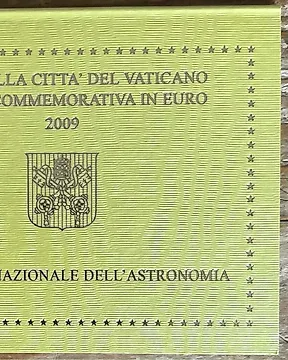 LLA CITTA' DEL VATICANO
COMMEMORATIVA IN EURO
2009
NAZIONALE DELL'ASTRONOMIA